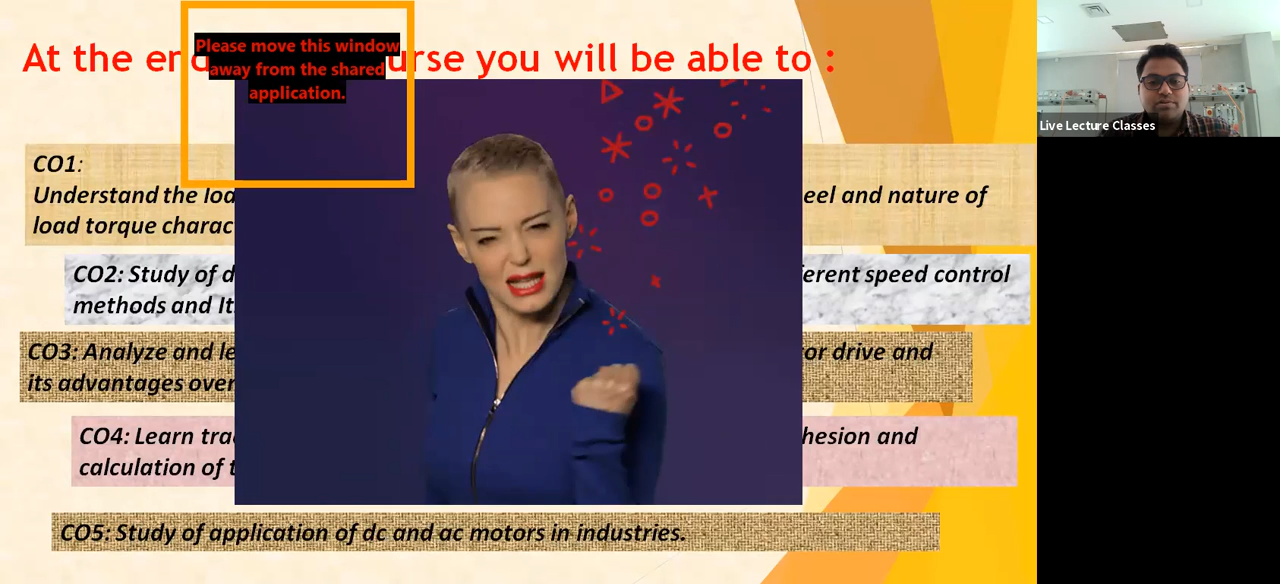 At the en urse you will be able to :
Please move this window
away from the shared
application.
Live Lecture Classes
CO1:
Understand the loa eel and nature of
load torque charac
CO2: Study of d erent speed control
methods and It
CO3: Analyze and le or drive and
its advantages over
CO4: Learn tra hesion and
calculation of t
CO5: Study of application of dc and ac motors in industries.